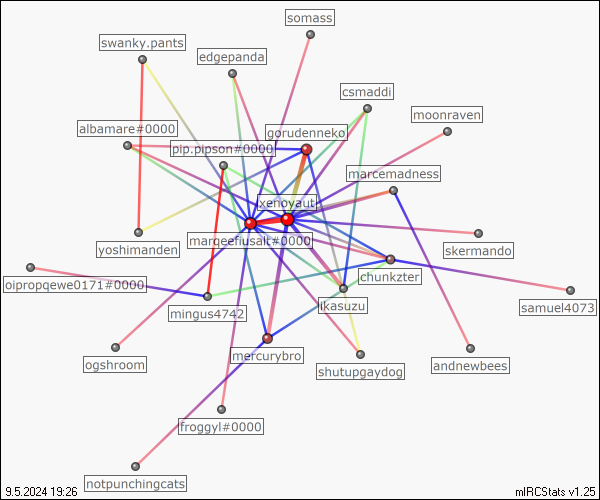 somass
swanky.pants
edgepanda
csmaddi
moonraven
albamare#0000
gorudenneko
pip.pipson#0000
marcemadness
xenoyaut
yoshimanden
marqeefiusalt#0000
skermando
chunkzter
oipropqewe0171#0000
ikasuzu
samuel4073
mingus4742
mercurybro
ogshroom
shutupgaydog
andnewbees
froggyl#0000
notpunchingcats
9.5.2024 19:26
mIRCStats v1.25